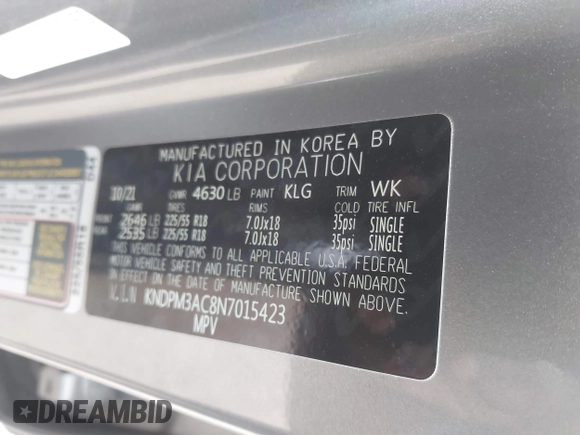 MANUFACTURED IN KOREA BY
KIA CORPORATION
10/21 GVWR 4630 LB PAINT KLG TRIM WK
TIRES RIMS COLD TIRE INFL
FRONT 2646 LB 225/55 R18 7.0Jx18 35psi SINGLE
2535 LB 225/55 R18 7.0Jx18 35psi SINGLE
THIS VEHICLE CONFORMS TO ALL APPLICABLE U.S.A. FEDERAL
MOTOR VEHICLE SAFETY AND THEFT PREVENTION STANDARDS
IN EFFECT ON THE DATE OF MANUFACTURE SHOWN ABOVE.
V.I.N KNDPM3AC8N7015423
MPV
DREAMBID